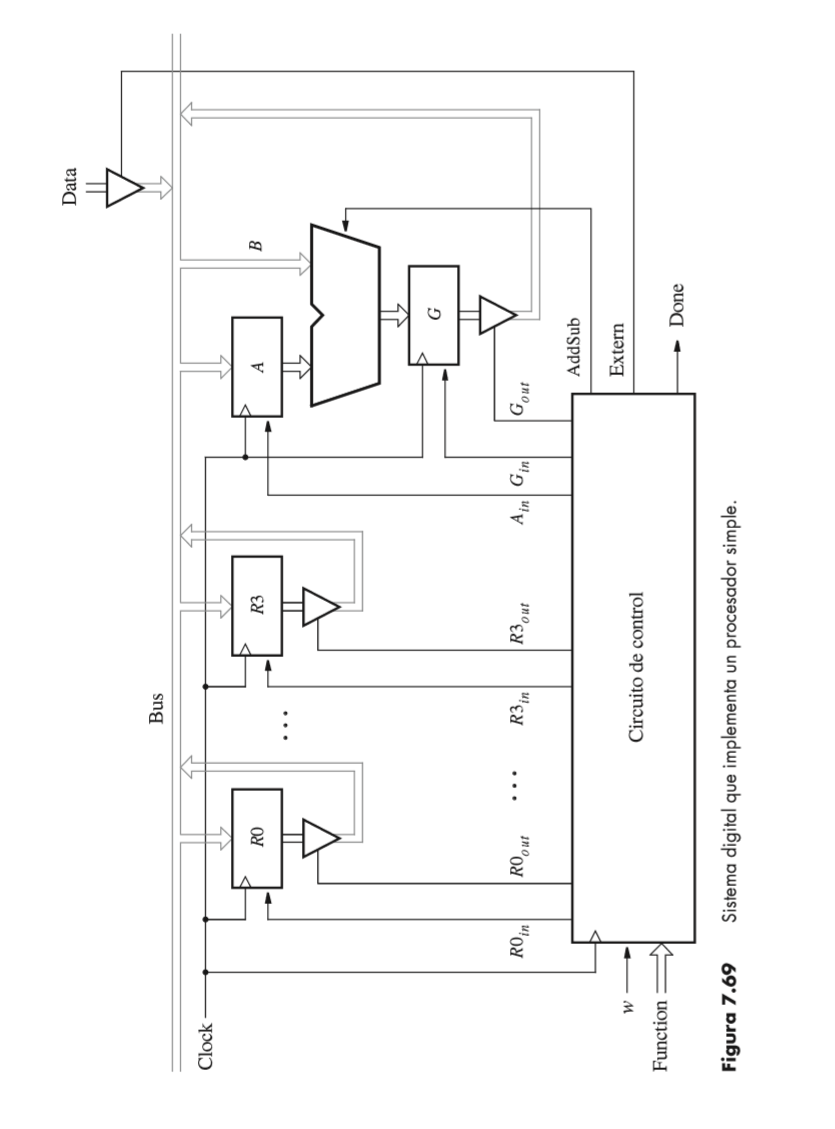 Data
Bus
Clock
B
R0
R3
A
G
...
R0in
R0out
...
R3in
R3out
Ain
Gin
Gout
AddSub
Extern
Done
w
Function
Circuito de control
Figura 7.69 Sistema digital que implementa un procesador simple.